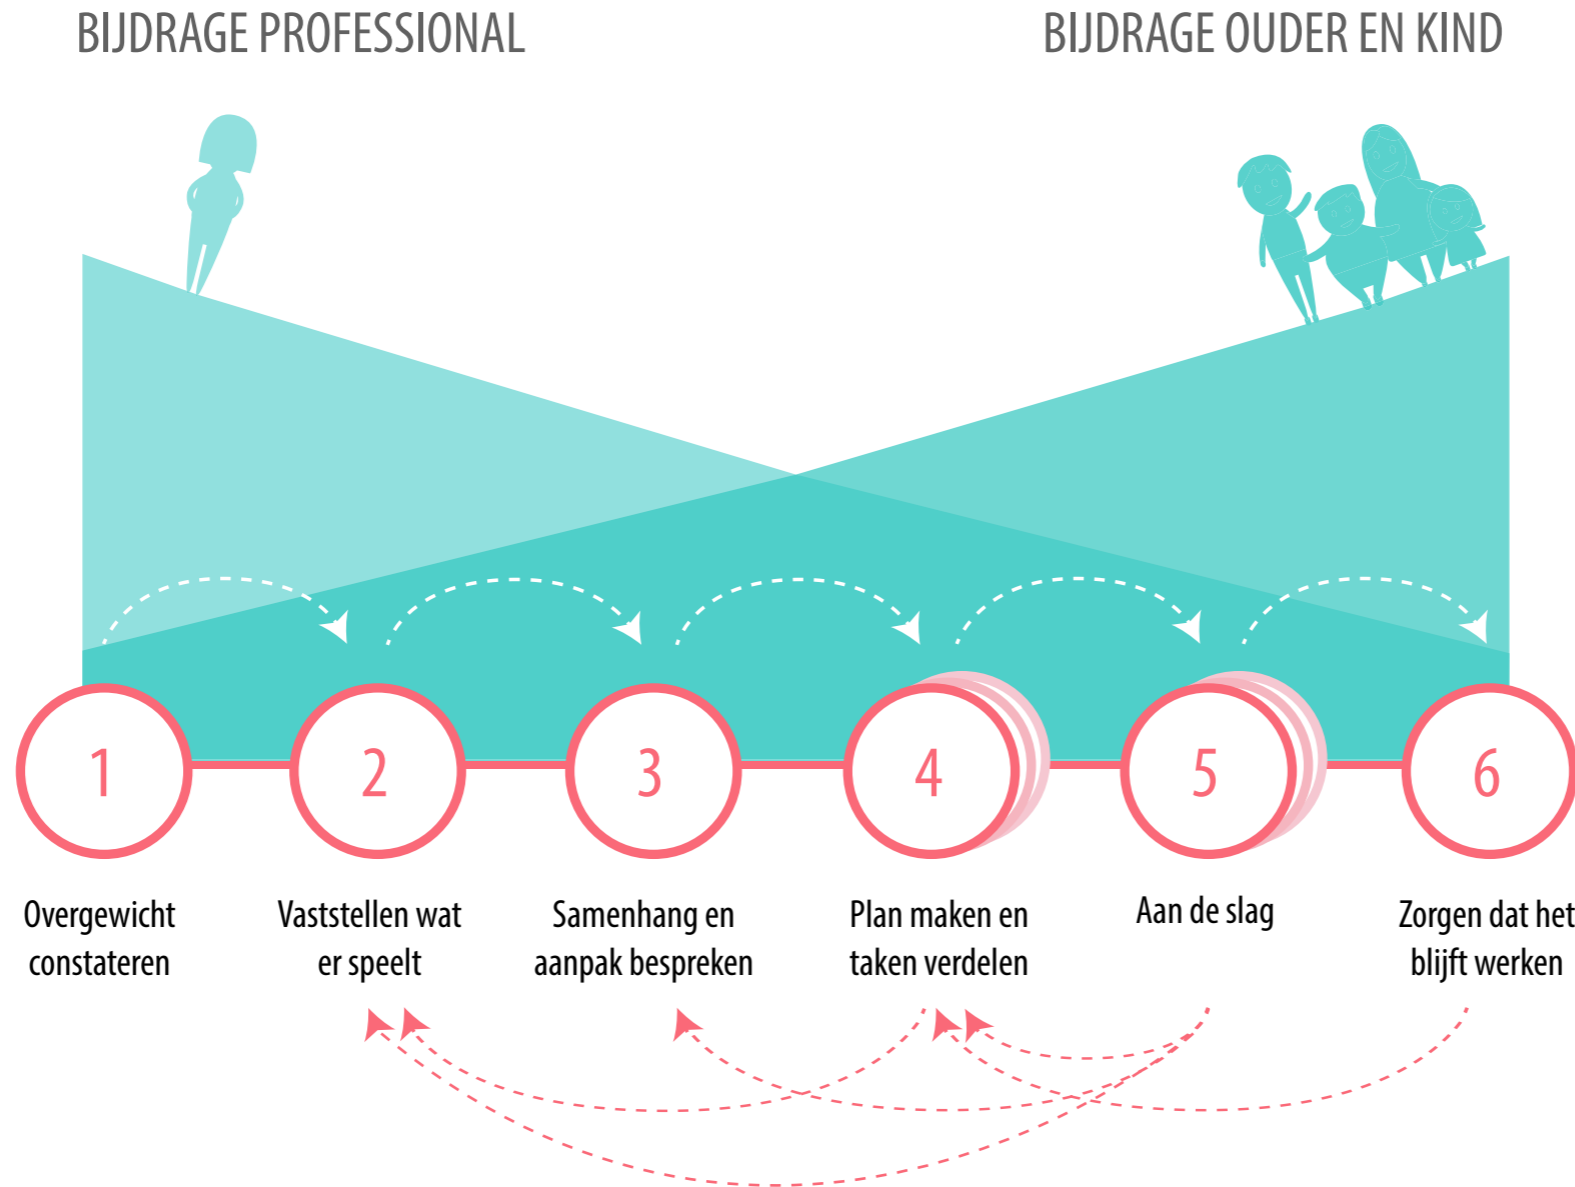 BIJDRAGE PROFESSIONAL
BIJDRAGE OUDER EN KIND
1
2
3
4
5
6
Overgewicht
constateren
Vaststellen wat
er speelt
Samenhang en
aanpak bespreken
Plan maken en
taken verdelen
Aan de slag
Zorgen dat het
blijft werken